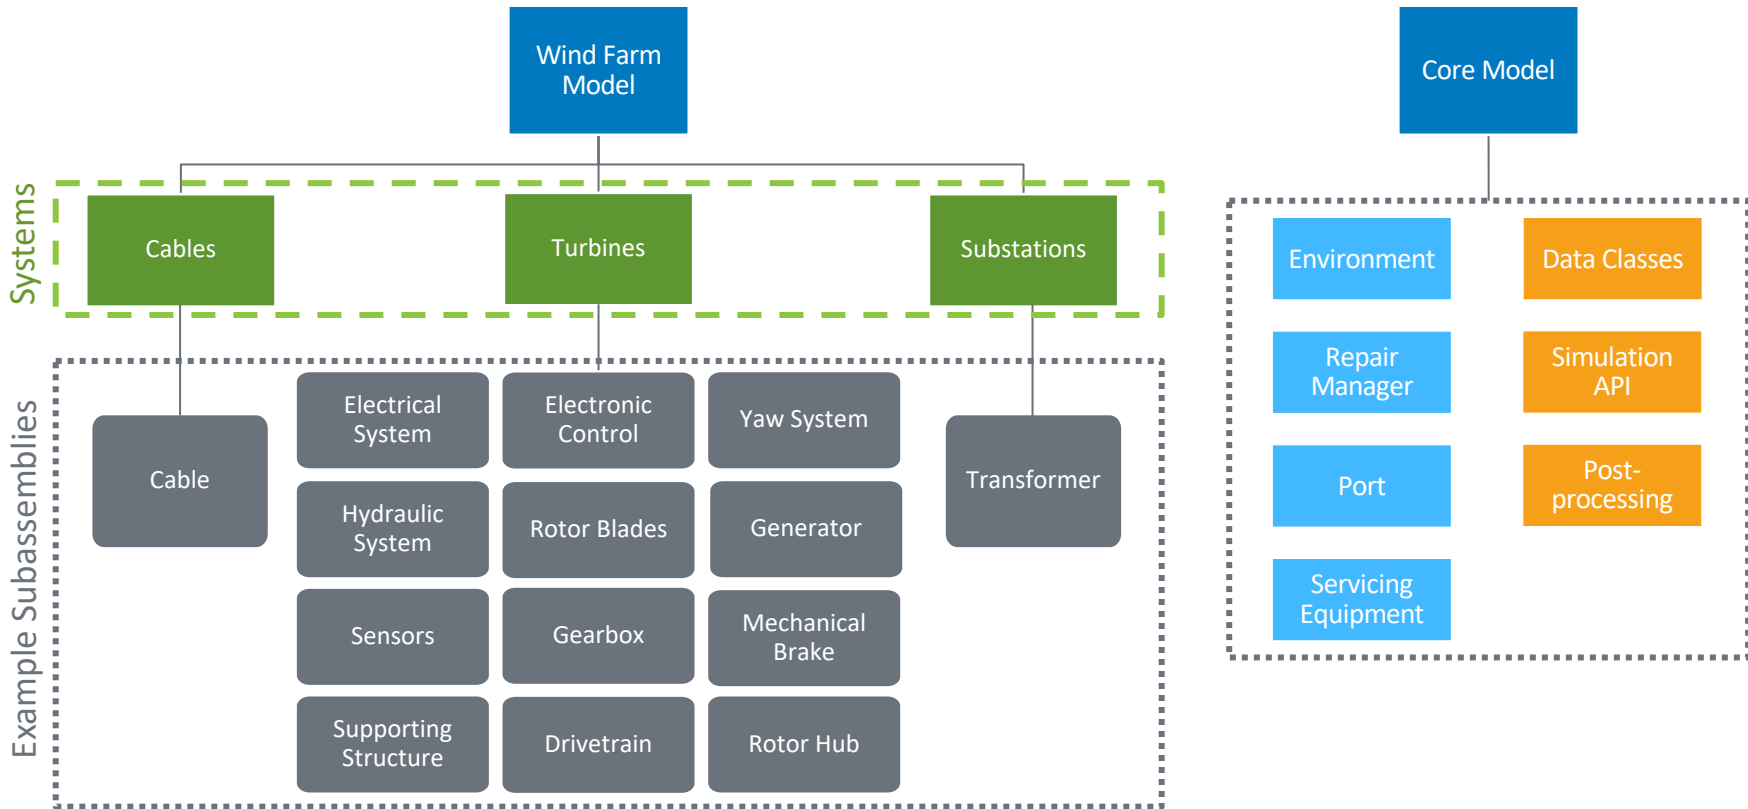 Wind Farm
Model
Core Model
Systems
Cables
Turbines
Substations
Environment
Data Classes
Repair
Manager
Simulation
API
Port
Post-
processing
Servicing
Equipment
Example Subassemblies
Cable
Electrical
System
Electronic
Control
Yaw System
Transformer
Hydraulic
System
Rotor Blades
Generator
Sensors
Gearbox
Mechanical
Brake
Supporting
Structure
Drivetrain
Rotor Hub